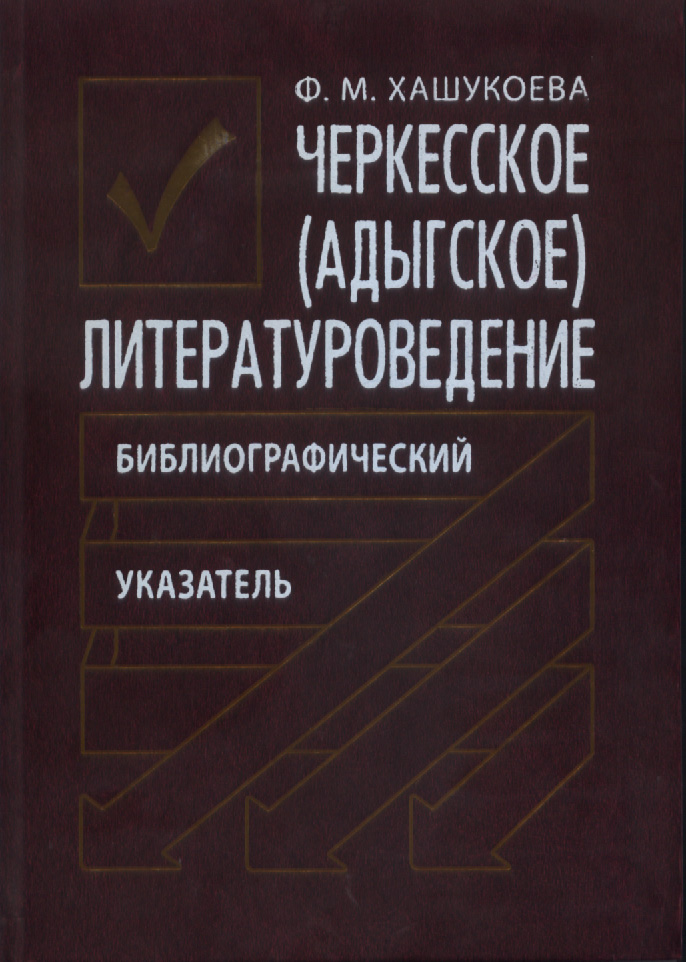 Ф. М. ХАШУКОЕВА
ЧЕРКЕССКОЕ
(АДЫГСКОЕ)
ЛИТЕРАТУРОВЕДЕНИЕ
БИБЛИОГРАФИЧЕСКИЙ
УКАЗАТЕЛЬ